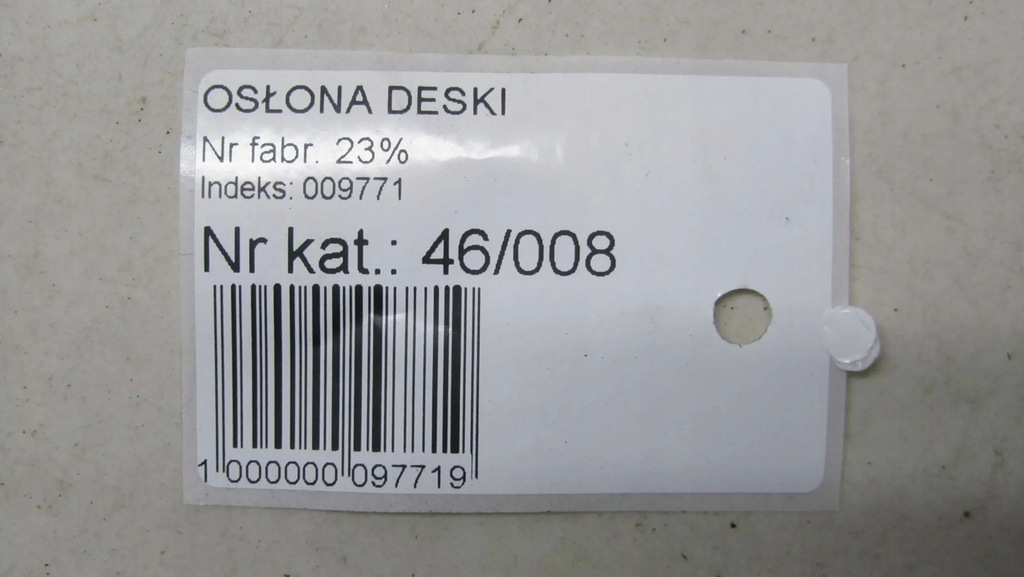 OSŁONA DESKI
Nr fabr. 23%
Indeks: 009771
Nr kat.: 46/008
1 000000 097719